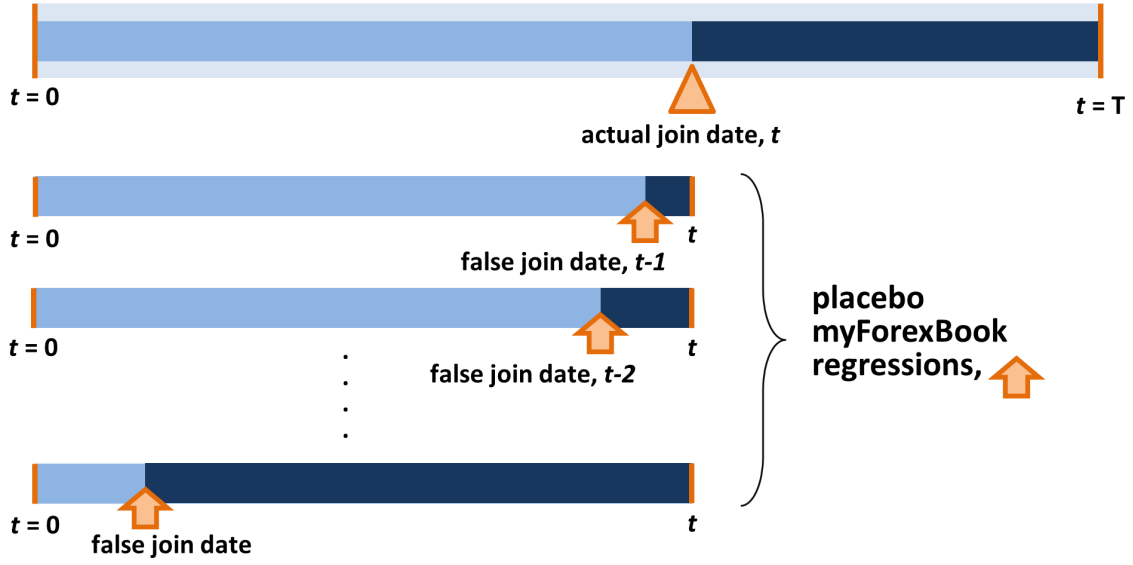 t = 0
t = T
actual join date, t
t = 0
t
false join date, t-1
t = 0
t
false join date, t-2
placebo
myForexBook
regressions,
t = 0
t
false join date